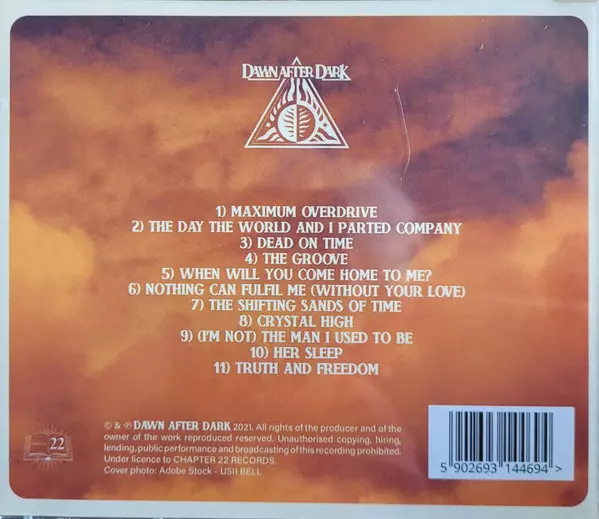 DAWN AFTER DARK
1) MAXIMUM OVERDRIVE
2) THE DAY THE WORLD AND I PARTED COMPANY
3) DEAD ON TIME
4) THE GROOVE
5) WHEN WILL YOU COME HOME TO ME?
6) NOTHING CAN FULFIL ME (WITHOUT YOUR LOVE)
7) THE SHIFTING SANDS OF TIME
8) CRYSTAL HIGH
9) (I'M NOT) THE MAN I USED TO BE
10) HER SLEEP
11) TRUTH AND FREEDOM
22
© & ℗ DAWN AFTER DARK 2021. All rights of the producer and of the
owner of the work reproduced reserved. Unauthorised copying, hiring,
lending, public performance and broadcasting of this recording prohibited.
Under licence to CHAPTER 22 RECORDS.
Cover photo: Adobe Stock - USII BELL
5 902693 144694 >